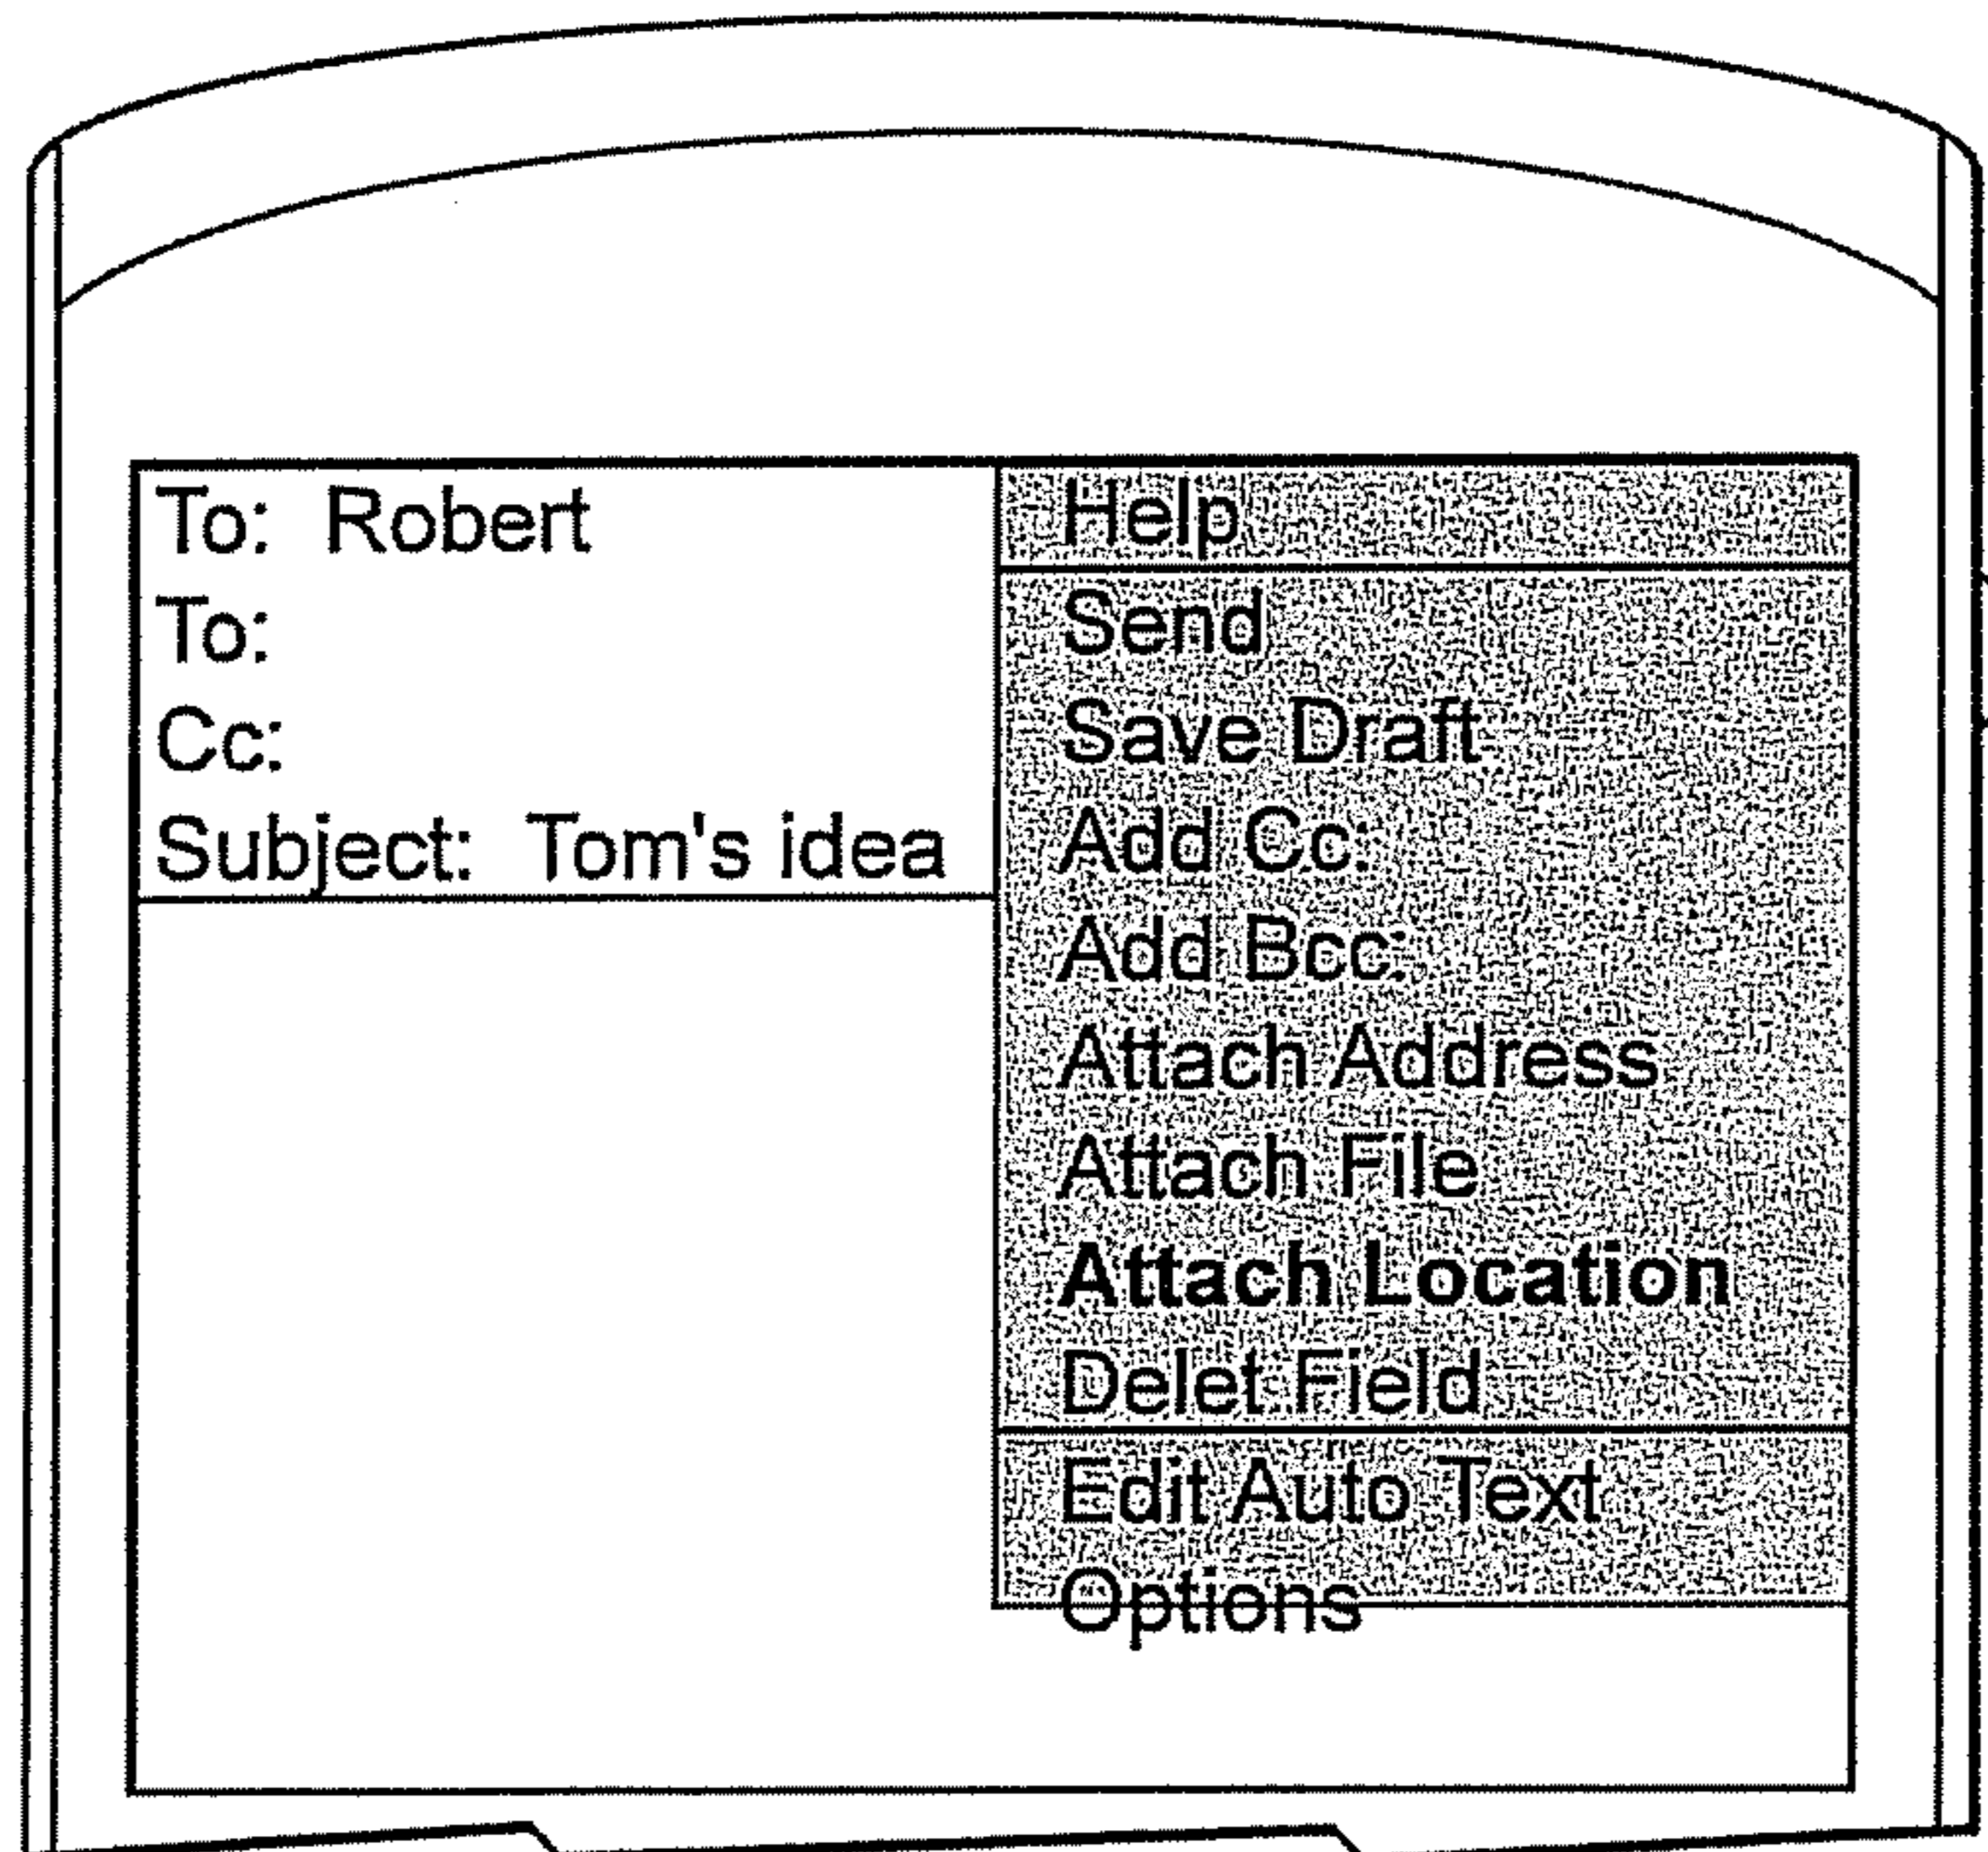 To: Robert
To:
Cc:
Subject: Tom's idea
Help
Send
Save Draft
Add Cc:
Add Bcc:
Attach Address
Attach File
Attach Location
Delet Field
Edit Auto Text
Options